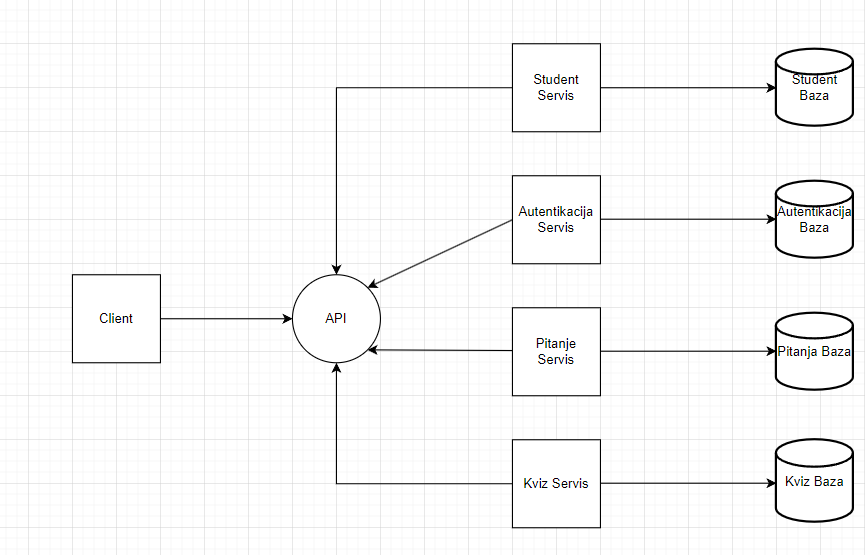 Student
Servis
Student
Baza
Autentikacija
Servis
Autentikacija
Baza
Client
API
Pitanje
Servis
Pitanja Baza
Kviz Servis
Kviz Baza